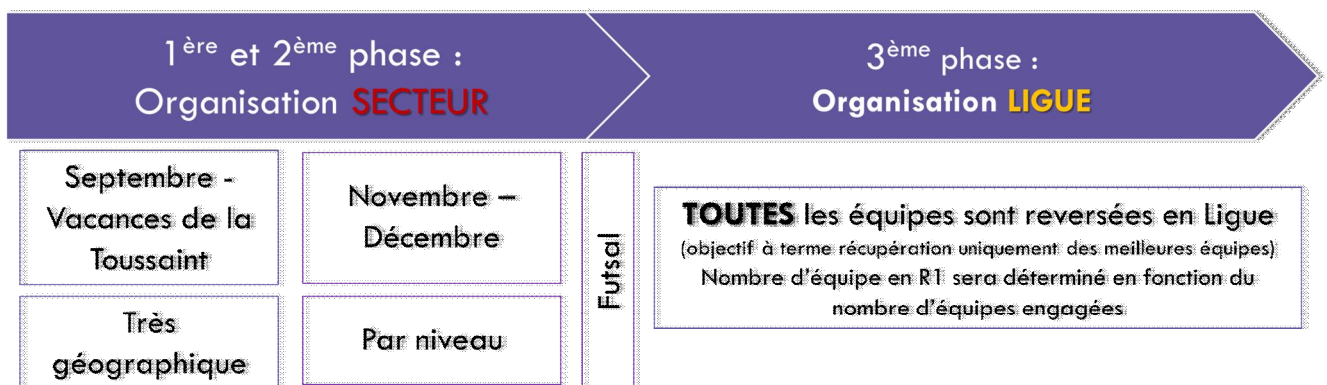 1ère et 2ème phase :
Organisation SECTEUR
3ème phase :
Organisation LIGUE
Septembre -
Vacances de la
Toussaint
Novembre –
Décembre
Très
géographique
Par niveau
Futsal
TOUTES les équipes sont reversées en Ligue
(objectif à terme récupération uniquement des meilleures équipes)
Nombre d'équipe en R1 sera déterminé en fonction du
nombre d'équipes engagées